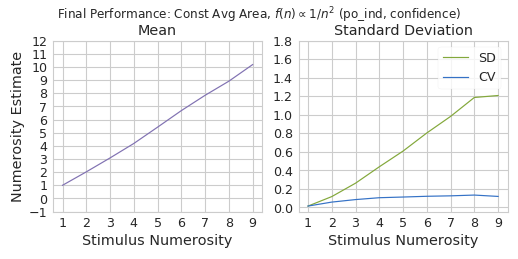 Final Performance: Const Avg Area, f(n) ∝ 1/n² (po_ind, confidence)
Mean
Numerosity Estimate
12
11
10
9
8
7
6
5
4
3
2
1
0
−1
1 2 3 4 5 6 7 8 9
Stimulus Numerosity
Standard Deviation
SD
CV
1.8
1.6
1.4
1.2
1.0
0.8
0.6
0.4
0.2
0.0
1 2 3 4 5 6 7 8 9
Stimulus Numerosity